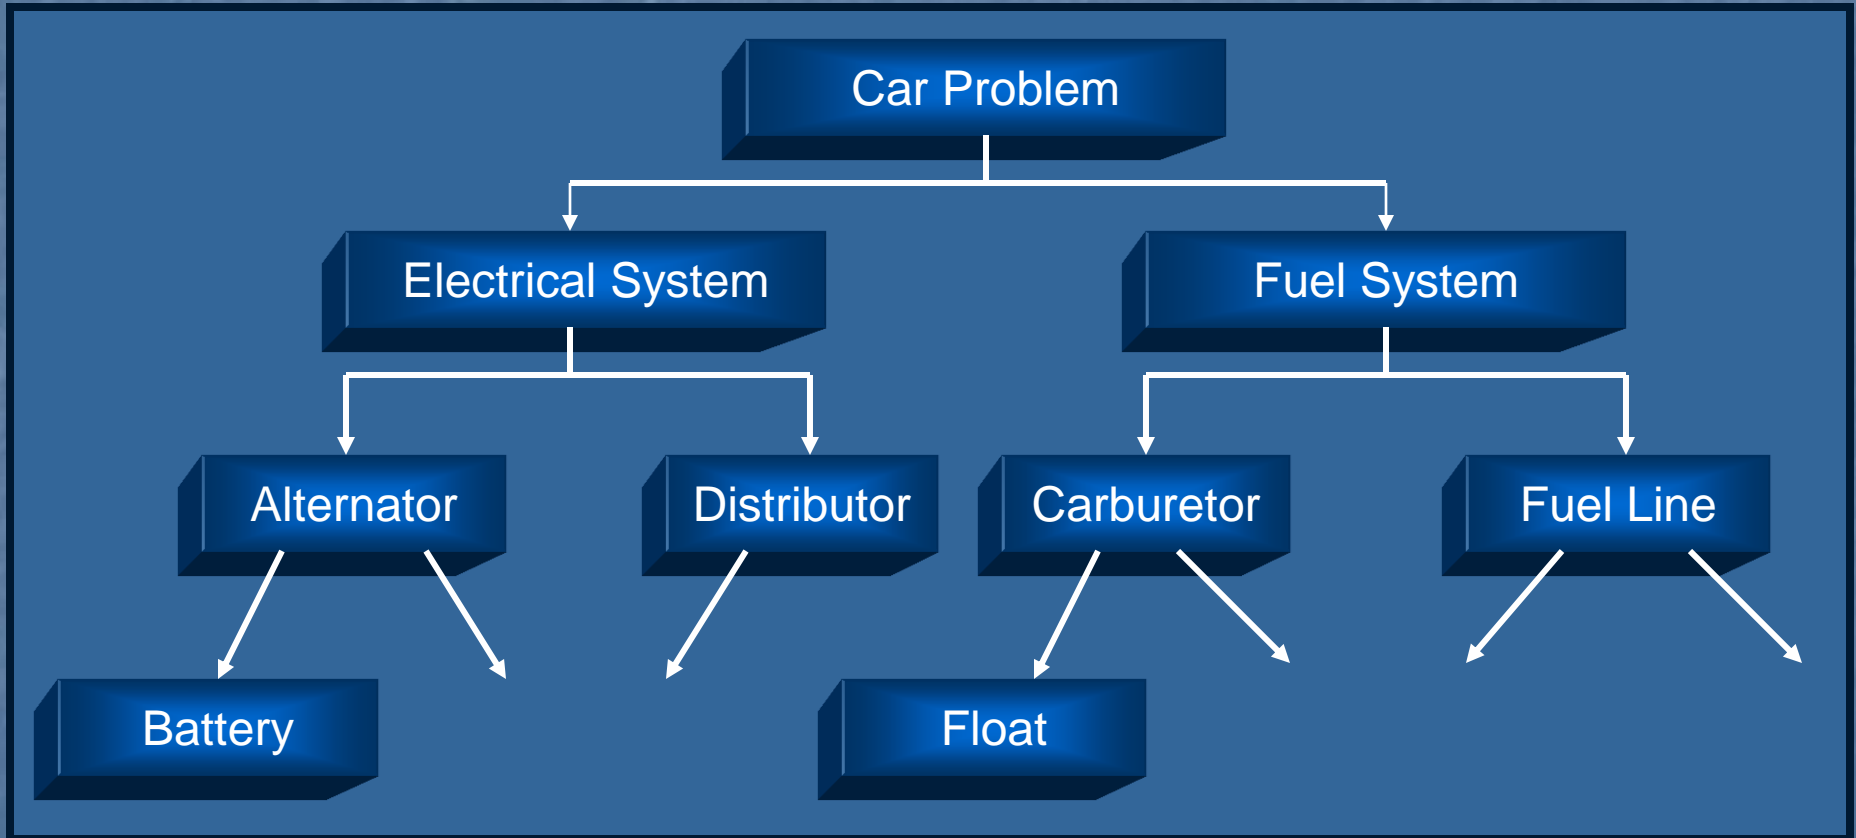 Car Problem
Electrical System
Fuel System
Alternator
Distributor
Carburetor
Fuel Line
Battery
Float